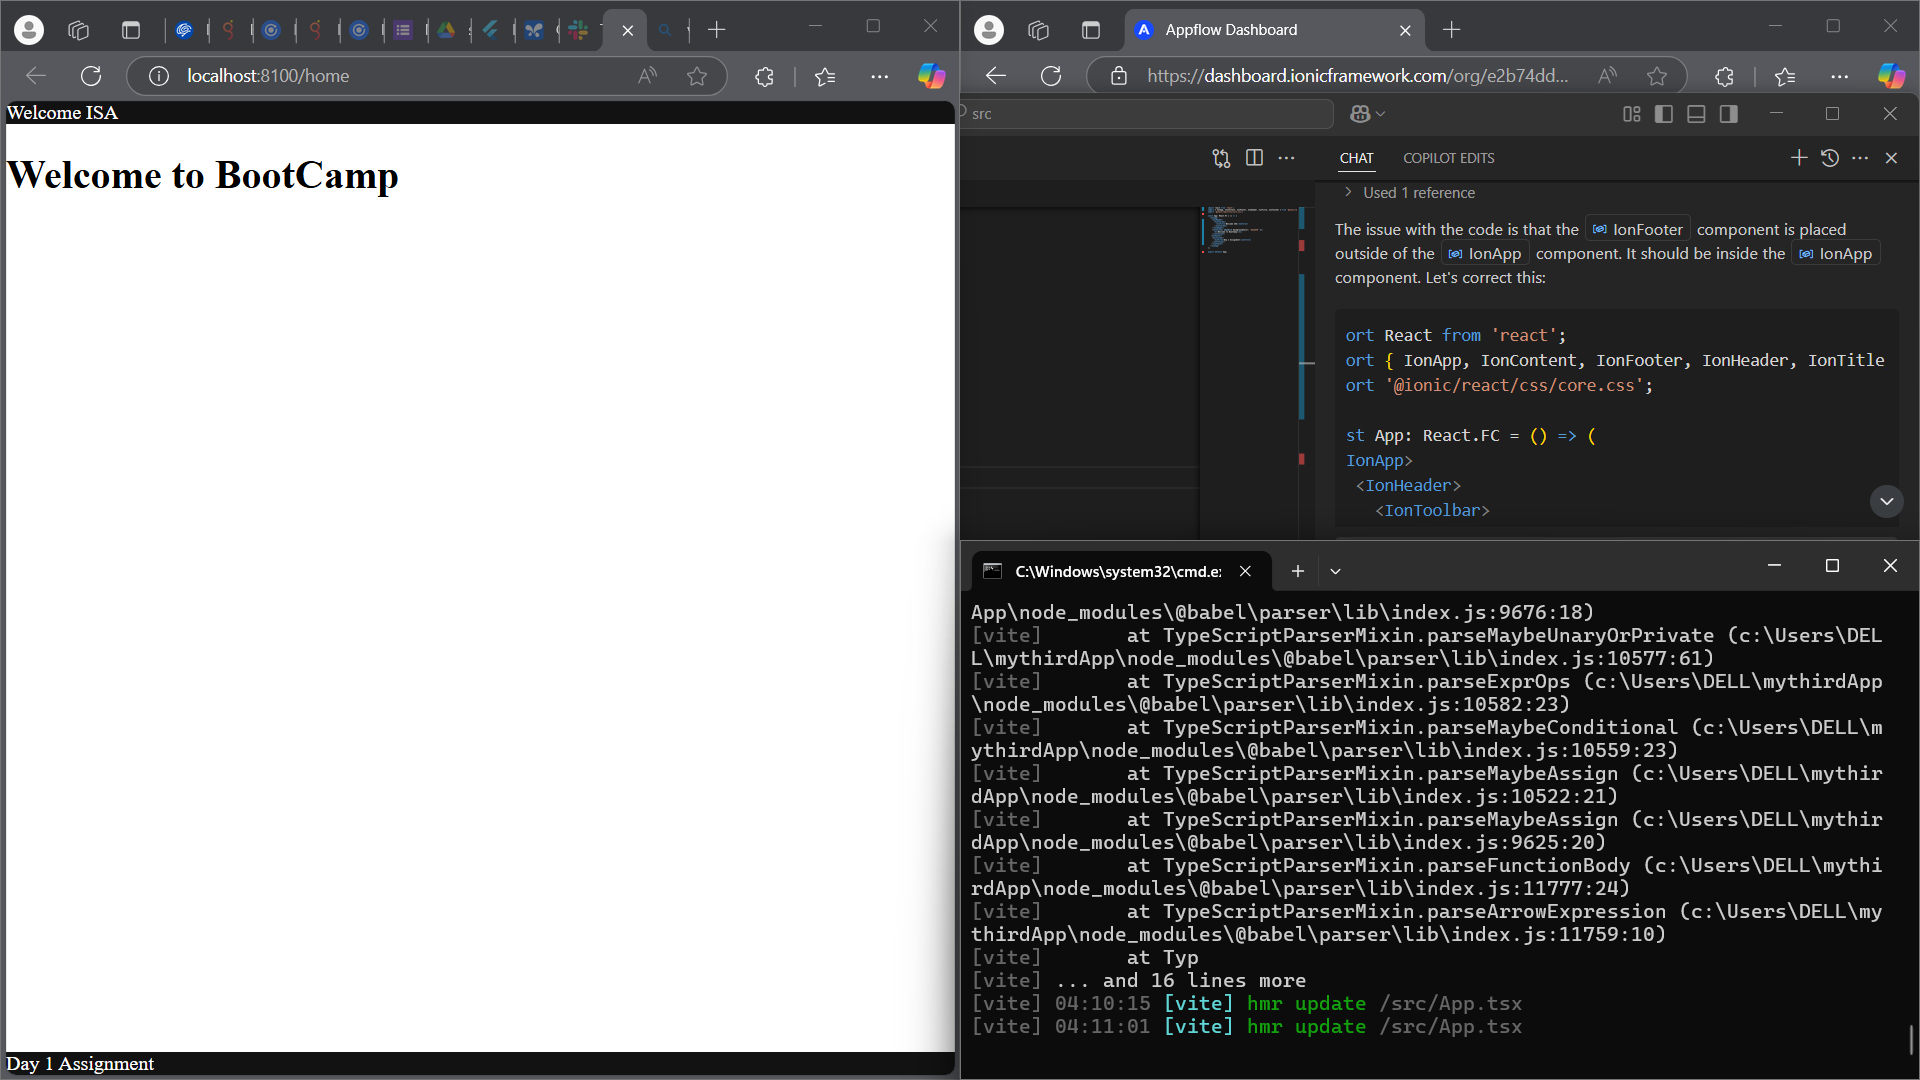 localhost:8100/home
Welcome ISA
Welcome to BootCamp
Day 1 Assignment
Appflow Dashboard
https://dashboard.ionicframework.com/org/e2b74dd...
src
CHAT
COPILOT EDITS
Used 1 reference
The issue with the code is that the IonFooter component is placed
outside of the IonApp component. It should be inside the IonApp
component. Let's correct this:
ort React from 'react';
ort { IonApp, IonContent, IonFooter, IonHeader, IonTitle
ort '@ionic/react/css/core.css';
st App: React.FC = () => (
IonApp>
<IonHeader>
<IonToolbar>
C:\Windows\system32\cmd.e
App\node_modules\@babel\parser\lib\index.js:9676:18)
[vite]       at TypeScriptParserMixin.parseMaybeUnaryOrPrivate (c:\Users\DEL
L\mythirdApp\node_modules\@babel\parser\lib\index.js:10577:61)
[vite]       at TypeScriptParserMixin.parseExprOps (c:\Users\DELL\mythirdApp
\node_modules\@babel\parser\lib\index.js:10582:23)
[vite]       at TypeScriptParserMixin.parseMaybeConditional (c:\Users\DELL\m
ythirdApp\node_modules\@babel\parser\lib\index.js:10559:23)
[vite]       at TypeScriptParserMixin.parseMaybeAssign (c:\Users\DELL\mythir
dApp\node_modules\@babel\parser\lib\index.js:10522:21)
[vite]       at TypeScriptParserMixin.parseMaybeAssign (c:\Users\DELL\mythir
dApp\node_modules\@babel\parser\lib\index.js:9625:20)
[vite]       at TypeScriptParserMixin.parseFunctionBody (c:\Users\DELL\mythi
rdApp\node_modules\@babel\parser\lib\index.js:11777:24)
[vite]       at TypeScriptParserMixin.parseArrowExpression (c:\Users\DELL\my
thirdApp\node_modules\@babel\parser\lib\index.js:11759:10)
[vite]       at Typ
[vite] ... and 16 lines more
[vite] 04:10:15 [vite] hmr update /src/App.tsx
[vite] 04:11:01 [vite] hmr update /src/App.tsx